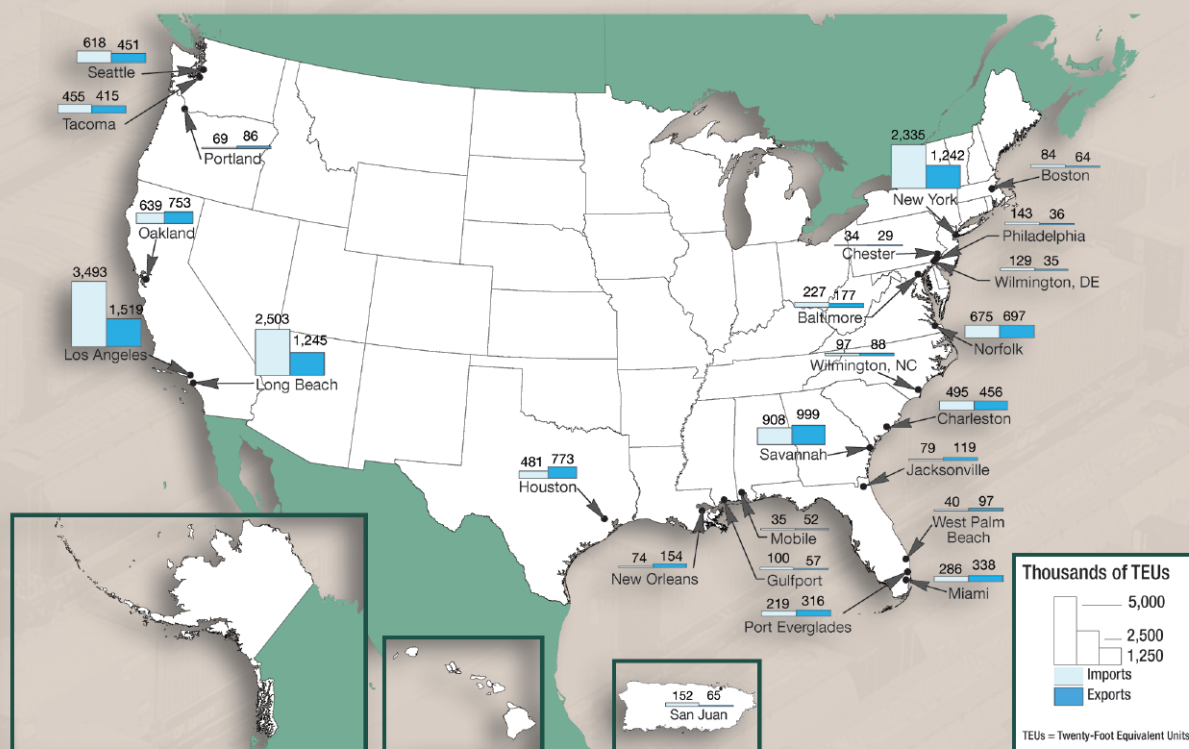 618 451
Seattle
455 415
Tacoma
69 86
Portland
639 753
Oakland
3,493
1,519
Los Angeles
2,503
1,245
Long Beach
481 773
Houston
74 154
New Orleans
35 52
Mobile
100 57
Gulfport
219 316
Port Everglades
286 338
Miami
40 97
West Palm
Beach
79 119
Jacksonville
908 999
Savannah
495 456
Charleston
97 88
Wilmington, NC
675 697
Norfolk
227 177
Baltimore
129 35
Wilmington, DE
34 29
Chester
143 36
Philadelphia
2,335
1,242
New York
84 64
Boston
152 65
San Juan
Thousands of TEUs
5,000
2,500
1,250
Imports
Exports
TEUs = Twenty-Foot Equivalent Units